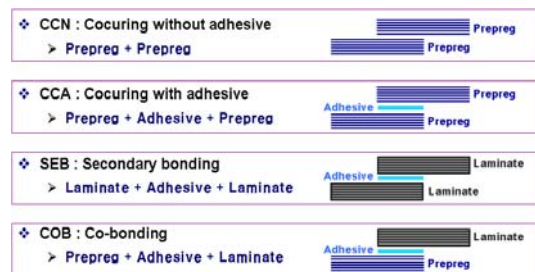 ❖ CCN : Cocuring without adhesive
➢ Prepreg + Prepreg
Prepreg
Prepreg
❖ CCA : Cocuring with adhesive
➢ Prepreg + Adhesive + Prepreg
Prepreg
Adhesive
Prepreg
❖ SEB : Secondary bonding
➢ Laminate + Adhesive + Laminate
Laminate
Adhesive
Laminate
❖ COB : Co-bonding
➢ Prepreg + Adhesive + Laminate
Laminate
Adhesive
Prepreg